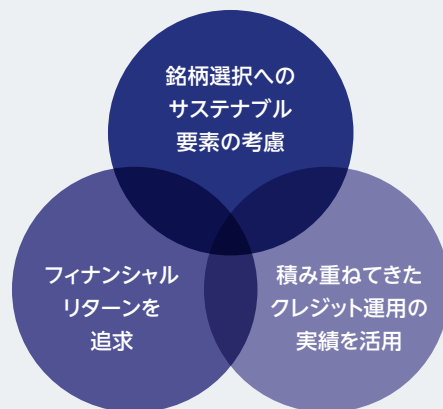 銘柄選択への
サステナブル
要素の考慮
フィナンシャル
リターンを
追求
積み重ねてきた
クレジット運用の
実績を活用